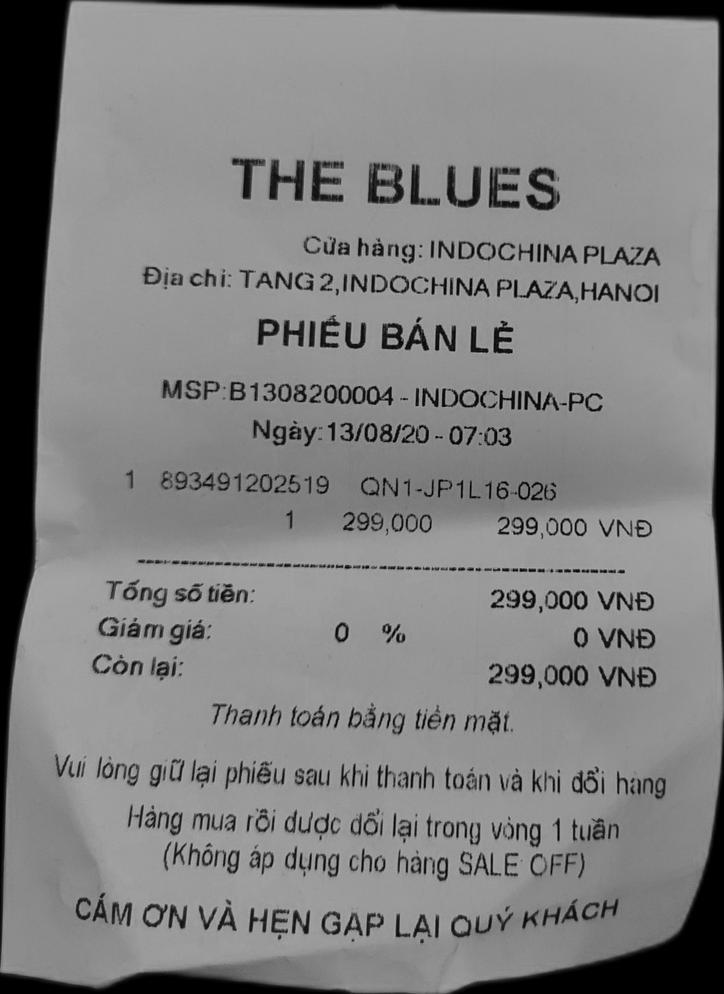 THE BLUES
Cửa hàng: INDOCHINA PLAZA
Địa chỉ: TANG 2,INDOCHINA PLAZA,HANOI
PHIẾU BÁN LẺ
MSP:B1308200004 - INDOCHINA-PC
Ngày:13/08/20 - 07:03
1 893491202519 QN1-JP1L16-026
1 299,000 299,000 VNĐ
Tổng số tiền: 299,000 VNĐ
Giảm giá: 0 % 0 VNĐ
Còn lại: 299,000 VNĐ
Thanh toán bằng tiền mặt.
Vui lòng giữ lại phiếu sau khi thanh toán và khi đổi hàng
Hàng mua rồi được đổi lại trong vòng 1 tuần
(Không áp dụng cho hàng SALE OFF)
CẢM ƠN VÀ HẸN GẶP LẠI QUÝ KHÁCH